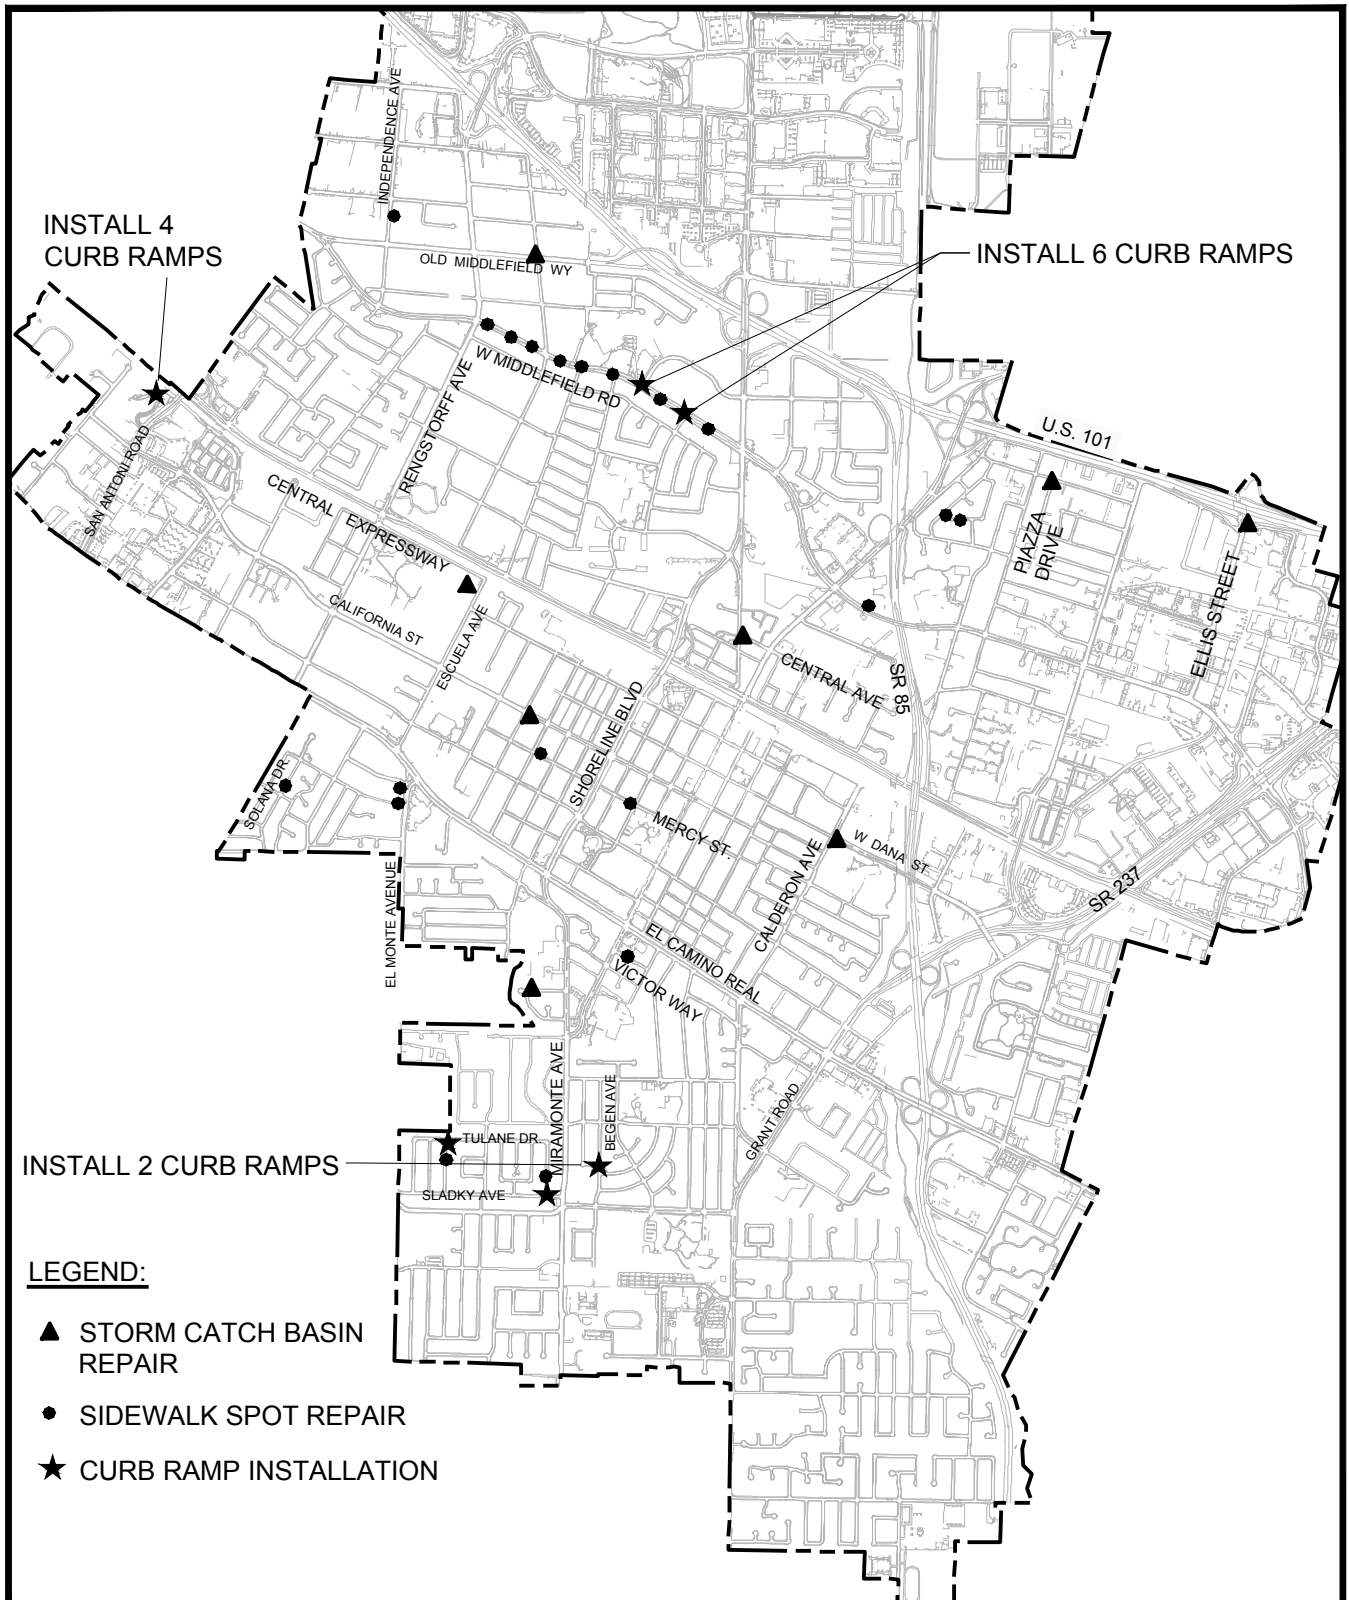 INDEPENDENCE AVE
INSTALL 4
CURB RAMPS
OLD MIDDLEFIELD WY
INSTALL 6 CURB RAMPS
W MIDDLEFIELD RD
RENGSTORFF AVE
U.S. 101
SAN ANTONI ROAD
CENTRAL EXPRESSWAY
PIAZZA
DRIVE
ELLIS STREET
CALIFORNIA ST
ESCUELA AVE
CENTRAL AVE
SR 85
SHORELINE BLVD
SOLANA DR.
MERCY ST.
W DANA ST
CALDERON AVE
SR 237
EL MONTE AVENUE
EL CAMINO REAL
VICTOR WAY
MIRAMONTE AVE
BEGEN AVE
GRANT ROAD
TULANE DR.
INSTALL 2 CURB RAMPS
SLADKY AVE
LEGEND:
STORM CATCH BASIN
REPAIR
SIDEWALK SPOT REPAIR
CURB RAMP INSTALLATION